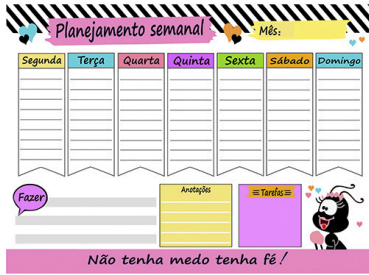 Planejamento semanal
Mês:
Segunda Terça Quarta Quinta Sexta Sábado Domingo
Fazer
Anotações
=Tarefas=
Não tenha medo tenha fé!